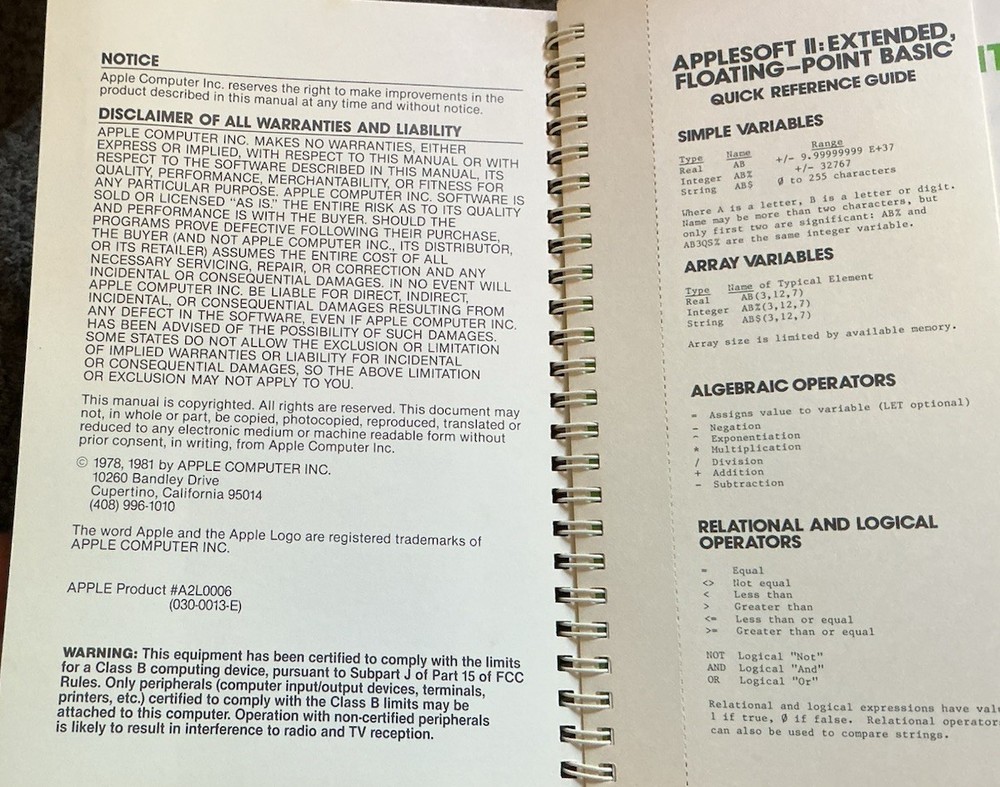 NOTICE
Apple Computer Inc. reserves the right to make improvements in the
product described in this manual at any time and without notice.
DISCLAIMER OF ALL WARRANTIES AND LIABILITY
APPLE COMPUTER INC. MAKES NO WARRANTIES, EITHER
EXPRESS OR IMPLIED, WITH RESPECT TO THIS MANUAL OR WITH
RESPECT TO THE SOFTWARE DESCRIBED IN THIS MANUAL, ITS
QUALITY, PERFORMANCE, MERCHANTABILITY, OR FITNESS FOR
ANY PARTICULAR PURPOSE. APPLE COMPUTER INC. SOFTWARE IS
SOLD OR LICENSED "AS IS." THE ENTIRE RISK AS TO ITS QUALITY
AND PERFORMANCE IS WITH THE BUYER. SHOULD THE
PROGRAMS PROVE DEFECTIVE FOLLOWING THEIR PURCHASE,
THE BUYER (AND NOT APPLE COMPUTER INC., ITS DISTRIBUTOR,
OR ITS RETAILER) ASSUMES THE ENTIRE COST OF ALL
NECESSARY SERVICING, REPAIR, OR CORRECTION AND ANY
INCIDENTAL OR CONSEQUENTIAL DAMAGES. IN NO EVENT WILL
APPLE COMPUTER INC. BE LIABLE FOR DIRECT, INDIRECT,
INCIDENTAL, OR CONSEQUENTIAL DAMAGES RESULTING FROM
ANY DEFECT IN THE SOFTWARE, EVEN IF APPLE COMPUTER INC.
HAS BEEN ADVISED OF THE POSSIBILITY OF SUCH DAMAGES.
SOME STATES DO NOT ALLOW THE EXCLUSION OR LIMITATION
OF IMPLIED WARRANTIES OR LIABILITY FOR INCIDENTAL
OR CONSEQUENTIAL DAMAGES, SO THE ABOVE LIMITATION
OR EXCLUSION MAY NOT APPLY TO YOU.
This manual is copyrighted. All rights are reserved. This document may
not, in whole or part, be copied, photocopied, reproduced, translated or
reduced to any electronic medium or machine readable form without
prior consent, in writing, from Apple Computer Inc.
© 1978, 1981 by APPLE COMPUTER INC.
10260 Bandley Drive
Cupertino, California 95014
(408) 996-1010
The word Apple and the Apple Logo are registered trademarks of
APPLE COMPUTER INC.
APPLE Product #A2L0006
(030-0013-E)
WARNING: This equipment has been certified to comply with the limits
for a Class B computing device, pursuant to Subpart J of Part 15 of FCC
Rules. Only peripherals (computer input/output devices, terminals,
printers, etc.) certified to comply with the Class B limits may be
attached to this computer. Operation with non-certified peripherals
is likely to result in interference to radio and TV reception.
APPLESOFT II: EXTENDED,
FLOATING-POINT BASIC
QUICK REFERENCE GUIDE
SIMPLE VARIABLES
Type Name Range
Real AB +/- 9.99999999 E+37
Integer AB% +/- 32767
String AB$ Ø to 255 characters
Where A is a letter, B is a letter or digit.
Name may be more than two characters, but
only first two are significant: AB% and
AB3QS% are the same integer variable.
ARRAY VARIABLES
Type Name of Typical Element
Real AB(3,12,7)
Integer AB%(3,12,7)
String AB$(3,12,7)
Array size is limited by available memory.
ALGEBRAIC OPERATORS
= Assigns value to variable (LET optional)
- Negation
^ Exponentiation
* Multiplication
/ Division
+ Addition
- Subtraction
RELATIONAL AND LOGICAL
OPERATORS
= Equal
<> Not equal
< Less than
> Greater than
<= Less than or equal
>= Greater than or equal
NOT Logical "Not"
AND Logical "And"
OR Logical "Or"
Relational and logical expressions have valu
1 if true, Ø if false. Relational operator
can also be used to compare strings.